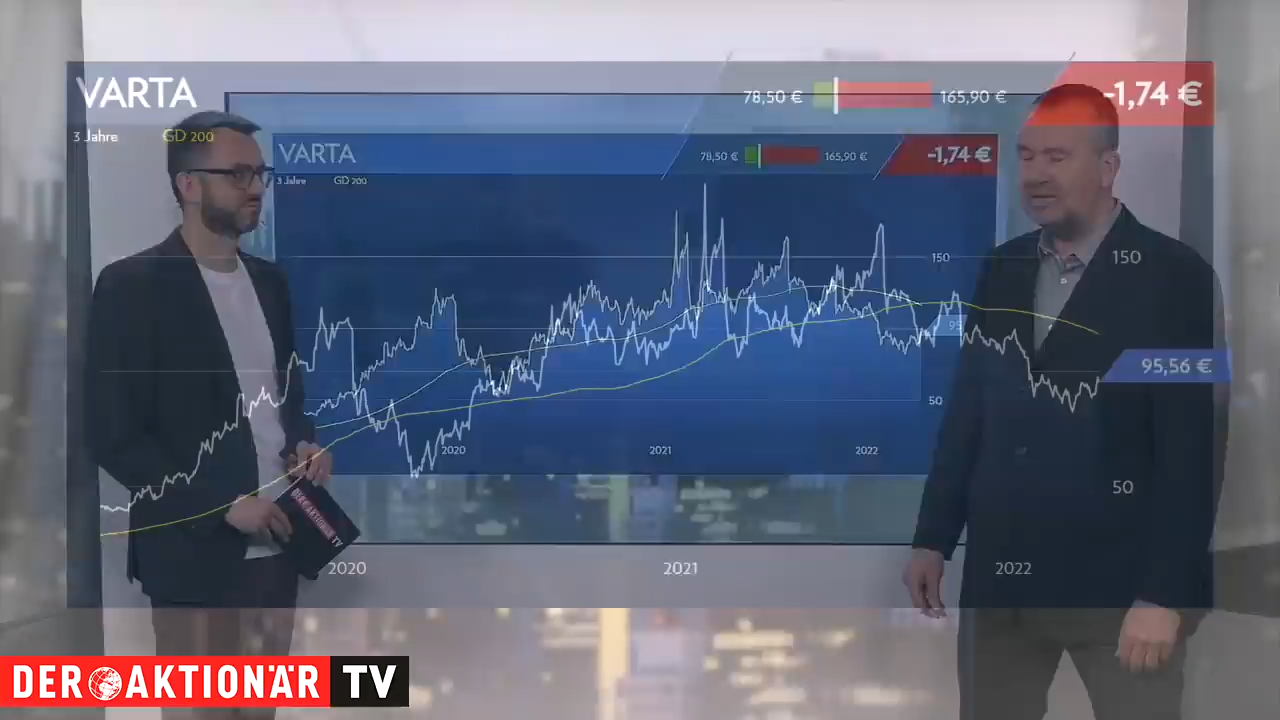 VARTA
78,50 € 165,90 € -1,74 €
3 Jahre GD 200
VARTA
78,50 € 165,90 € -1,74 €
3 Jahre GD 200
150
150
95
95,56 €
50
50
2020 2021 2022
2020 2021 2022
DER AKTIONÄR TV
DER AKTIONÄR TV